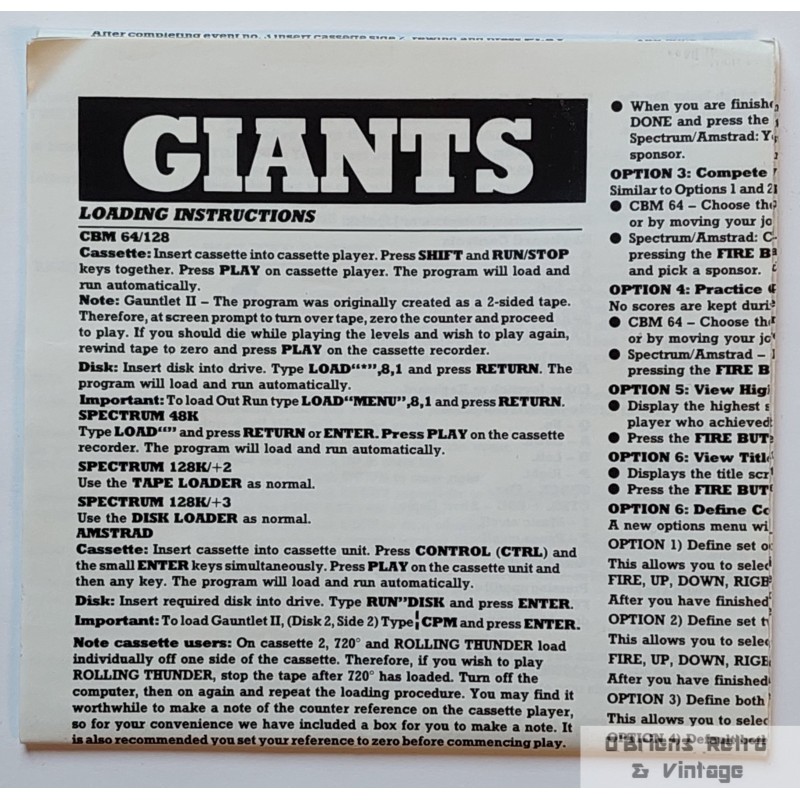 After completing event no.
GIANTS
LOADING INSTRUCTIONS
CBM 64/128
Cassette: Insert cassette into cassette player. Press SHIFT and RUN/STOP
keys together. Press PLAY on cassette player. The program will load and
run automatically.
Note: Gauntlet II – The program was originally created as a 2-sided tape.
Therefore, at screen prompt to turn over tape, zero the counter and proceed
to play. If you should die while playing the levels and wish to play again,
rewind tape to zero and press PLAY on the cassette recorder.
Disk: Insert disk into drive. Type LOAD“*”,8,1 and press RETURN. The
program will load and run automatically.
Important: To load Out Run type LOAD“MENU”,8,1 and press RETURN.
SPECTRUM 48K
Type LOAD“” and press RETURN or ENTER. Press PLAY on the cassette
recorder. The program will load and run automatically.
SPECTRUM 128K/+2
Use the TAPE LOADER as normal.
SPECTRUM 128K/+3
Use the DISK LOADER as normal.
AMSTRAD
Cassette: Insert cassette into cassette unit. Press CONTROL (CTRL) and
the small ENTER keys simultaneously. Press PLAY on the cassette unit and
then any key. The program will load and run automatically.
Disk: Insert required disk into drive. Type RUN”DISK and press ENTER.
Important: To load Gauntlet II, (Disk 2, Side 2) Type ¦CPM and press ENTER.
Note cassette users: On cassette 2, 720° and ROLLING THUNDER load
individually off one side of the cassette. Therefore, if you wish to play
ROLLING THUNDER, stop the tape after 720° has loaded. Turn off the
computer, then on again and repeat the loading procedure. You may find it
worthwhile to make a note of the counter reference on the cassette player,
so for your convenience we have included a box for you to make a note. It
is also recommended you set your reference to zero before commencing play.
● When you are
DONE and press the
Spectrum/Amstrad:
sponsor.
OPTION 3: Compete
Similar to Options 1 and 2
● CBM 64 – Choose
or by moving your
● Spectrum/Amstrad:
pressing the FIRE
and pick a sponsor.
OPTION 4: Practice
No scores are kept
● CBM 64 – Choose
or by moving your
● Spectrum/Amstrad –
pressing the FIRE
OPTION 5: View
● Display the highest
player who achieved
● Press the FIRE
OPTION 6: View
● Displays the title
● Press the FIRE
OPTION 6: Define
A new options menu
OPTION 1) Define set
This allows you to
FIRE, UP, DOWN,
After you have finished
OPTION 2) Define set
This allows you to
FIRE, UP, DOWN,
After you have finished
OPTION 3) Define both
This allows you to
OPTION 4)
O'Briens Retro
& Vintage